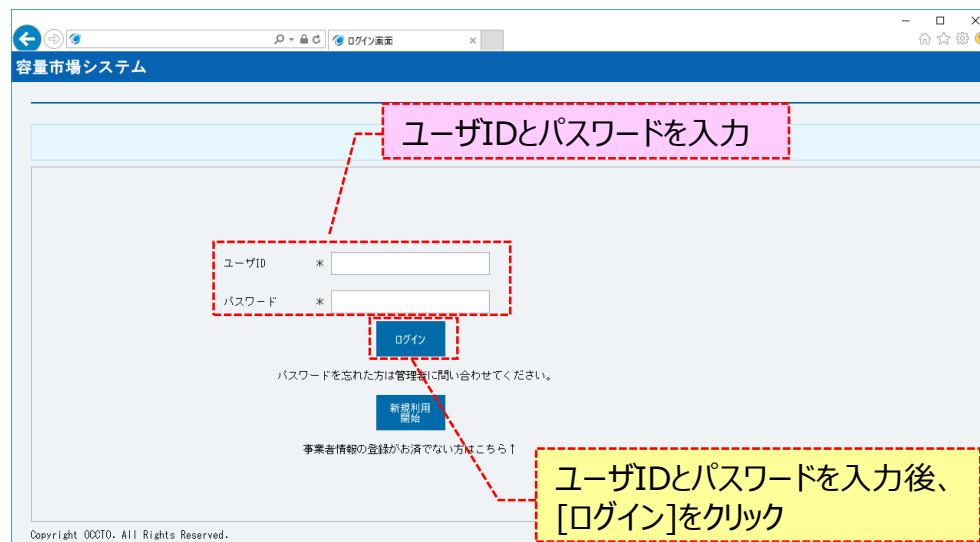 ログイン画面
容量市場システム
ユーザIDとパスワードを入力
ユーザID *
パスワード *
ログイン
パスワードを忘れた方は管理者に問い合わせてください。
新規利用
開始
事業者情報の登録がお済でない方はこちら↑
ユーザIDとパスワードを入力後、
[ログイン]をクリック
Copyright OCCTO. All Rights Reserved.